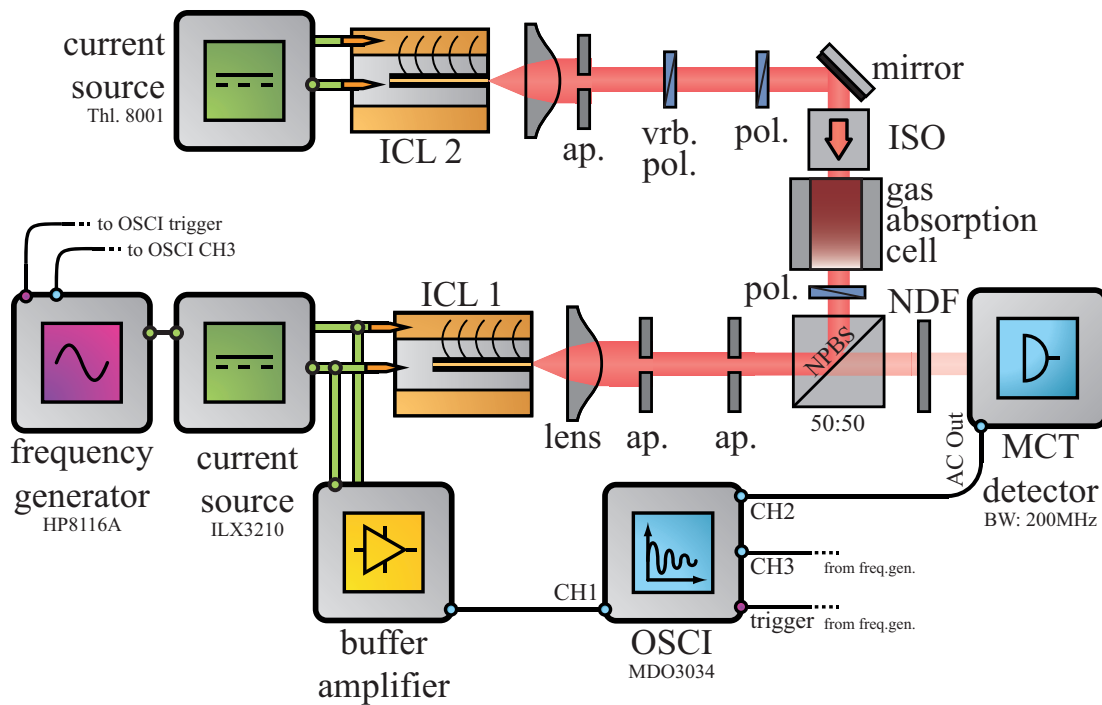 current
source
Thl. 8001
ICL 2
ap.
vrb.
pol.
pol.
mirror
ISO
gas
absorption
cell
to OSCI trigger
to OSCI CH3
ICL 1
pol.
NDF
NPBS
50:50
lens
ap.
ap.
frequency
generator
HP8116A
current
source
ILX3210
AC Out
MCT
detector
BW: 200MHz
CH2
CH3
from freq.gen.
CH1
trigger
from freq.gen.
buffer
amplifier
OSCI
MDO3034